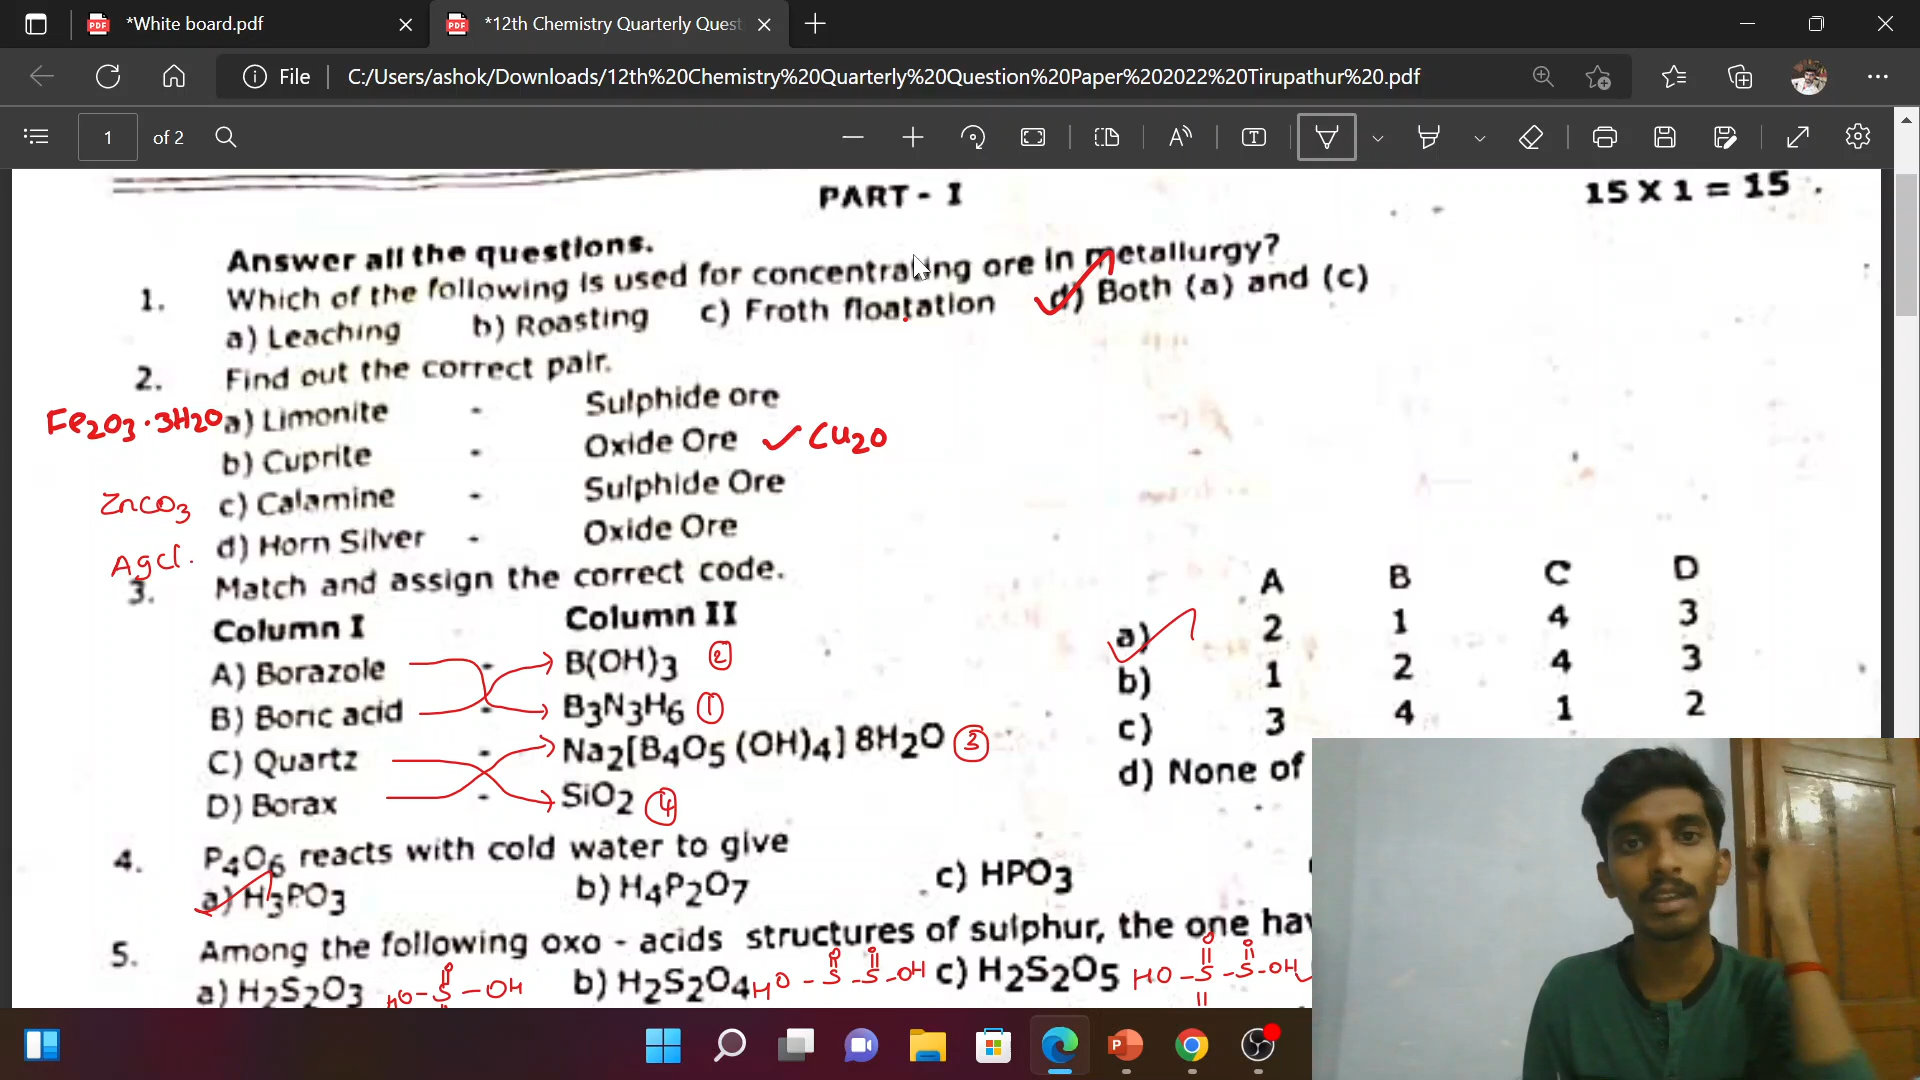 *White board.pdf
*12th Chemistry Quarterly Quest
File
C:/Users/ashok/Downloads/12th%20Chemistry%20Quarterly%20Question%20Paper%202022%20Tirupathur%20.pdf
1 of 2
PART - I
15 X 1 = 15
Answer all the questions.
1. Which of the following is used for concentrating ore in metallurgy?
a) Leaching b) Roasting c) Froth floatation d) Both (a) and (c)
2. Find out the correct pair.
Fe2O3.3H2O a) Limonite - Sulphide ore
b) Cuprite - Oxide Ore ✓ Cu2O
ZnCO3 c) Calamine - Sulphide Ore
AgCl. d) Horn Silver - Oxide Ore
3. Match and assign the correct code.
A B C D
Column I Column II
a) 2 1 4 3
A) Borazole - B(OH)3 ②
b) 1 2 4 3
B) Boric acid - B3N3H6 ①
c) 3 4 1 2
C) Quartz - Na2[B4O5 (OH)4] 8H2O ③
d) None of
D) Borax - SiO2 ④
4. P4O6 reacts with cold water to give
a) H3PO3 b) H4P2O7 c) HPO3
5. Among the following oxo - acids structures of sulphur, the one hav
a) H2S2O3 HO-S-OH b) H2S2O4 HO-S-S-OH c) H2S2O5 HO-S-S-OH
O O O O O